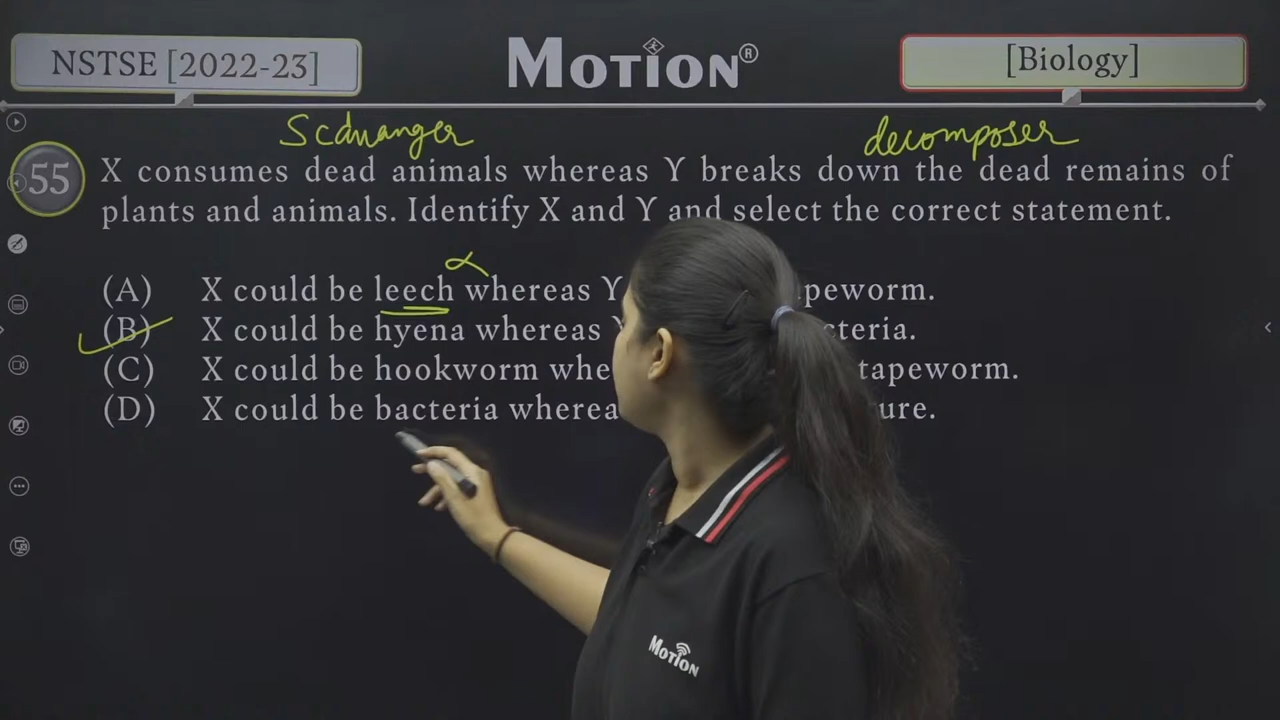 NSTSE [2022-23]
MOTION®
[Biology]
Scavanger
decomposer
55
X consumes dead animals whereas Y breaks down the dead remains of
plants and animals. Identify X and Y and select the correct statement.
(A) X could be leech whereas Y peworm.
(B) X could be hyena whereas cteria.
(C) X could be hookworm whe tapeworm.
(D) X could be bacteria wherea ure.
MOTION